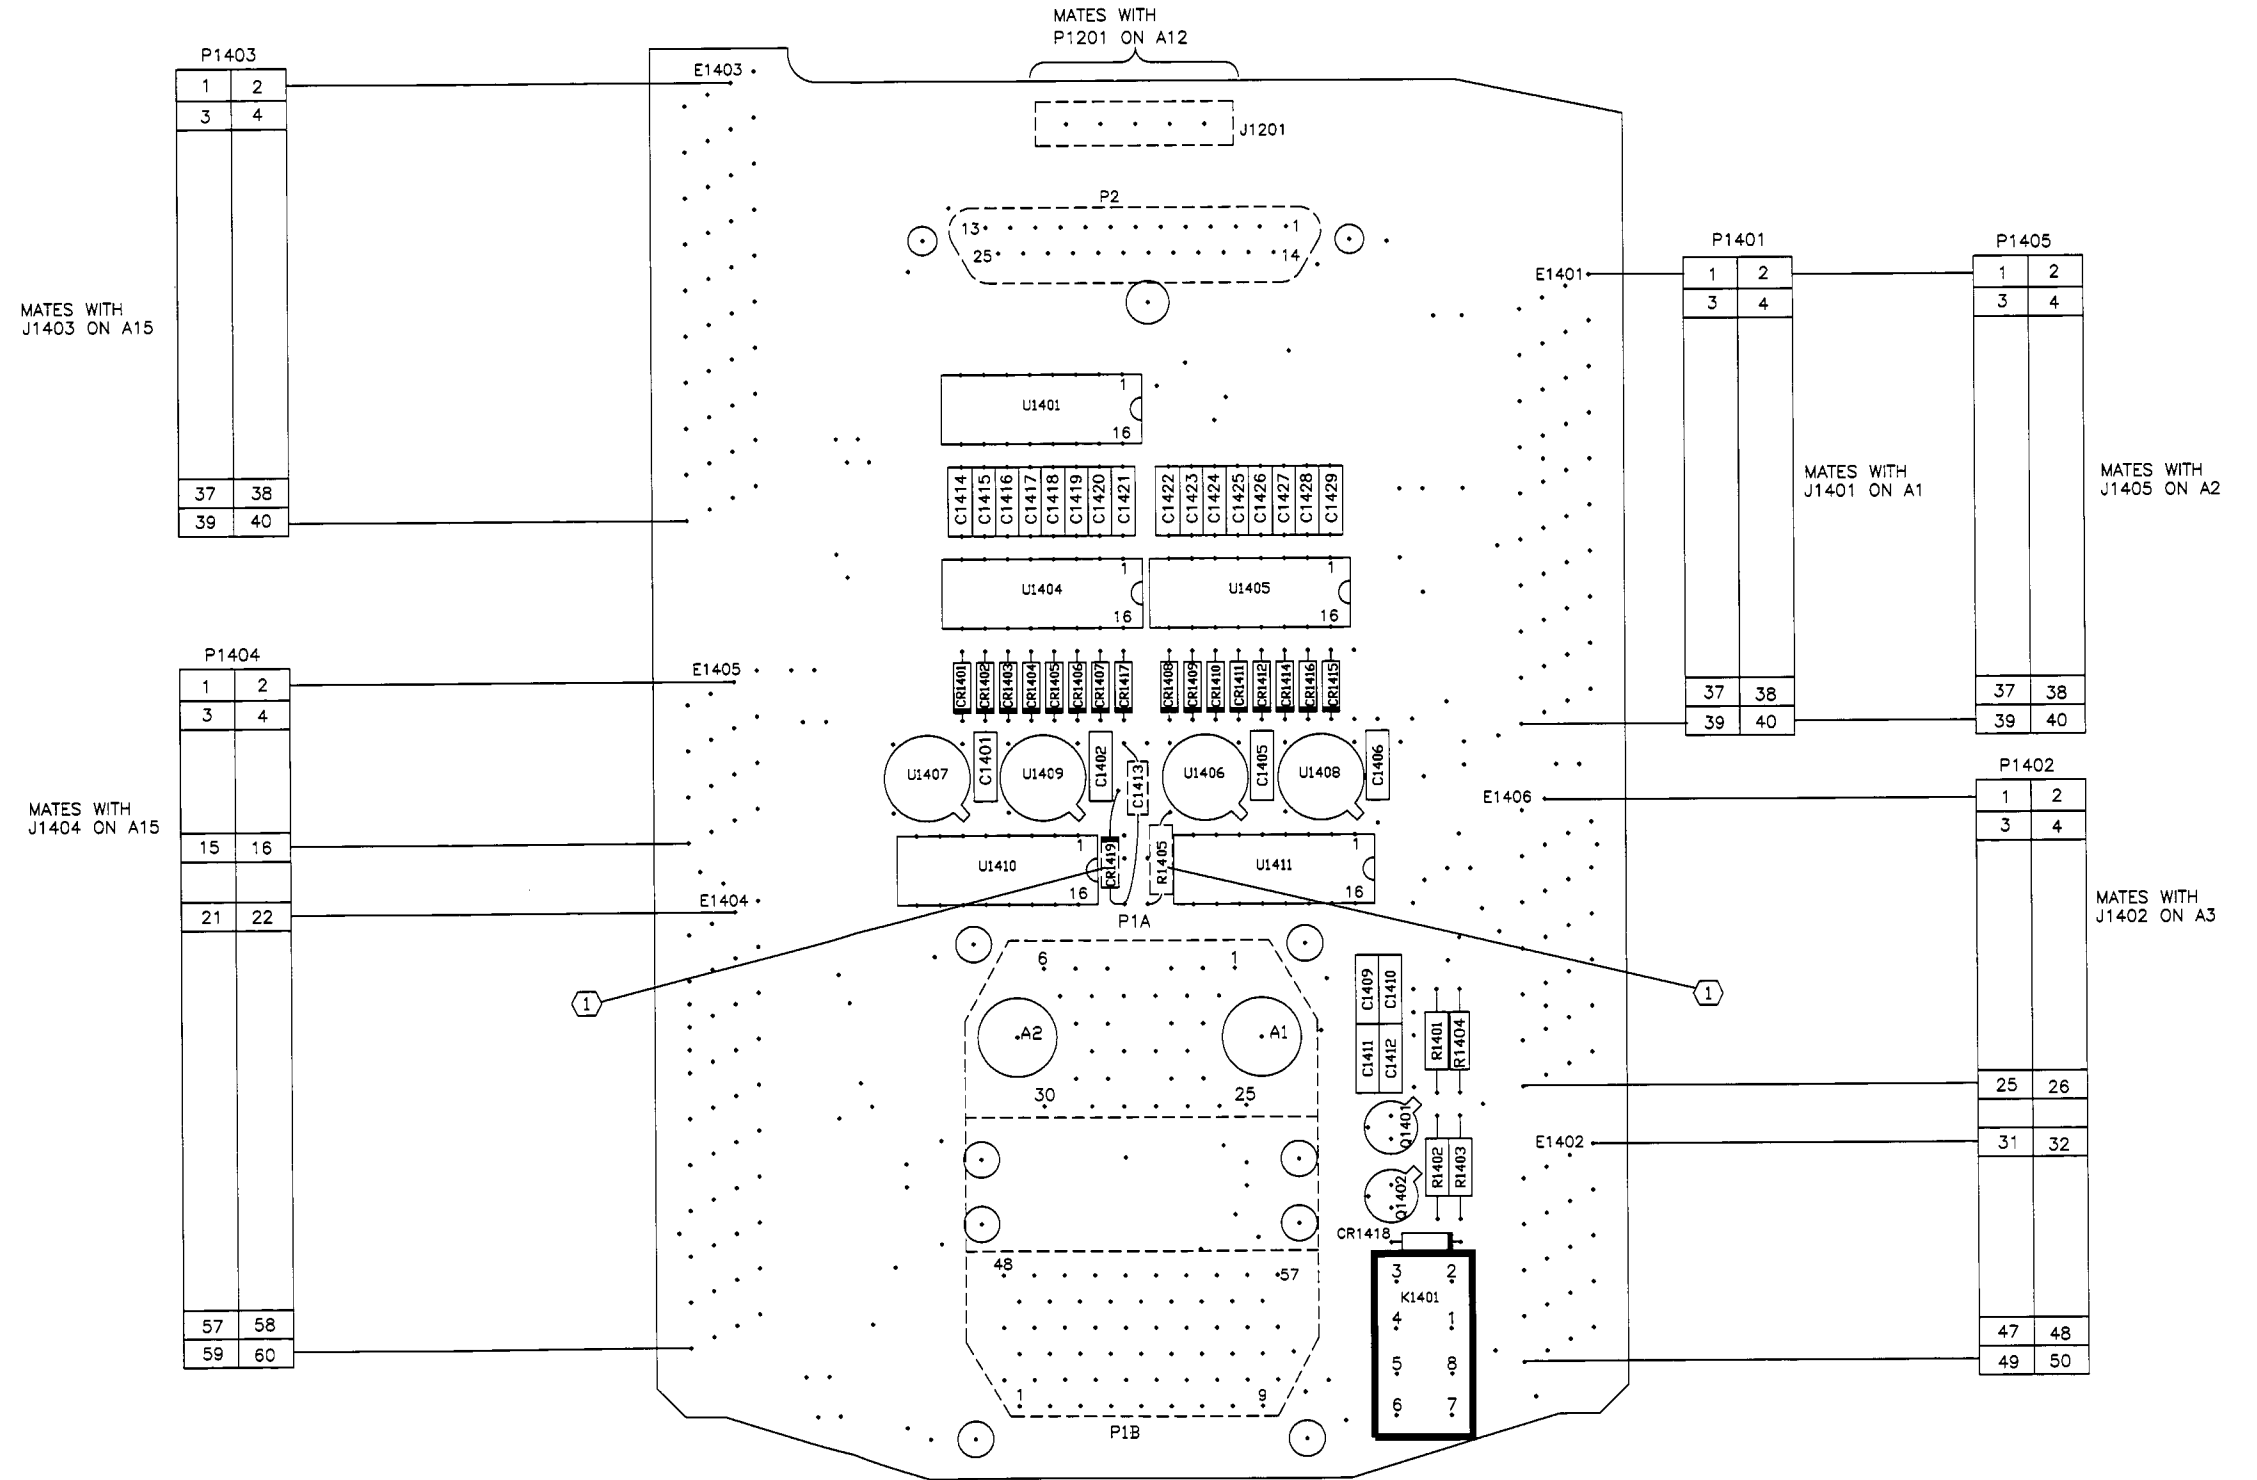 MATES WITH
P1201 ON A12
P1403
1 2
3 4
37 38
39 40
MATES WITH
J1403 ON A15
E1403
J1201
P2
13 1
25 14
E1401
P1401
1 2
3 4
37 38
39 40
MATES WITH
J1401 ON A1
P1405
1 2
3 4
37 38
39 40
MATES WITH
J1405 ON A2
1
U1401
16
C1414 C1415 C1416 C1417 C1418 C1419 C1420 C1421 C1422 C1423 C1424 C1425 C1426 C1427 C1428 C1429
1
U1404
16
1
U1405
16
P1404
1 2
3 4
15 16
21 22
57 58
59 60
MATES WITH
J1404 ON A15
E1405
CR1401 CR1402 CR1403 CR1404 CR1405 CR1406 CR1407 CR1417 CR1408 CR1409 CR1410 CR1411 CR1412 CR1414 CR1416 CR1415
U1407 C1401 U1409 C1402 C1413 U1406 C1405 U1408 C1406
E1406
P1402
1 2
3 4
25 26
31 32
47 48
49 50
MATES WITH
J1402 ON A3
1
U1410
16
CR1419
R1405
1
U1411
16
E1404
P1A
6 1
1
1
A2 A1
30 25
C1409 C1410
C1411 C1412
R1401 R1404
Q1401
R1402 R1403
Q1402
E1402
CR1418
3 2
K1401
4 1
5 8
6 7
48 57
1 9
P1B